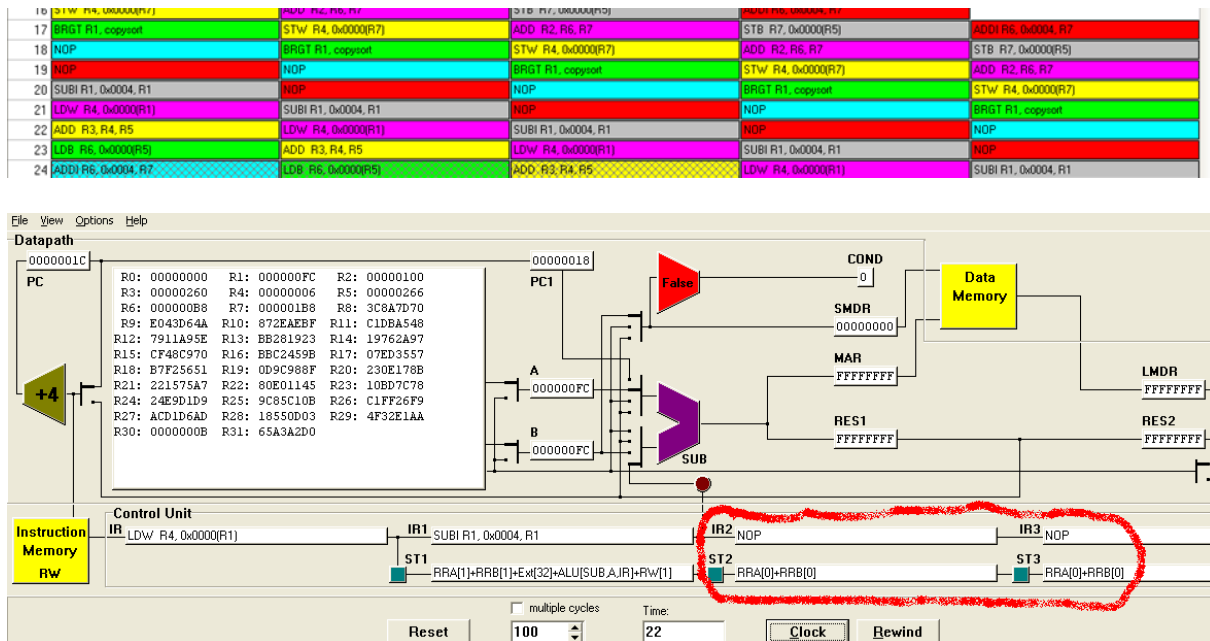 16 STW R4, 0x0000(R7) ADD R2, R6, R7 STB R7, 0x0000(R5) ADDI R6, 0x0004, R7
17 BRGT R1, copysort STW R4, 0x0000(R7) ADD R2, R6, R7 STB R7, 0x0000(R5) ADDI R6, 0x0004, R7
18 NOP BRGT R1, copysort STW R4, 0x0000(R7) ADD R2, R6, R7 STB R7, 0x0000(R5)
19 NOP NOP BRGT R1, copysort STW R4, 0x0000(R7) ADD R2, R6, R7
20 SUBI R1, 0x0004, R1 NOP NOP BRGT R1, copysort STW R4, 0x0000(R7)
21 LDW R4, 0x0000(R1) SUBI R1, 0x0004, R1 NOP NOP BRGT R1, copysort
22 ADD R3, R4, R5 LDW R4, 0x0000(R1) SUBI R1, 0x0004, R1 NOP NOP
23 LDB R6, 0x0000(R5) ADD R3, R4, R5 LDW R4, 0x0000(R1) SUBI R1, 0x0004, R1 NOP
24 ADDI R6, 0x0004, R7 LDB R6, 0x0000(R5) ADD R3, R4, R5 LDW R4, 0x0000(R1) SUBI R1, 0x0004, R1
File View Options Help
Datapath
0000001C 00000018 COND
PC PC1 0
R0: 00000000 R1: 000000FC R2: 00000100
R3: 00000260 R4: 00000006 R5: 00000266
R6: 000000B8 R7: 000001B8 R8: 3C8A7D70
R9: E043D64A R10: 872EAEBF R11: C1DBA548
R12: 7911A95E R13: BB281923 R14: 19762A97
R15: CF48C970 R16: BBC2459B R17: 07ED3557
R18: B7F25651 R19: 0D9C988F R20: 230E178B
R21: 221575A7 R22: 80E01145 R23: 10BD7C78
R24: 24E9D1D9 R25: 9C85C10B R26: C1FF26F9
R27: ACD1D6AD R28: 18550D03 R29: 4F32E1AA
R30: 0000000B R31: 65A3A2D0
False
Data
Memory
SMDR
00000000
MAR
FFFFFFFF
LMDR
FFFFFFFF
+4
A
000000FC
B
000000FC
SUB
RES1
FFFFFFFF
RES2
FFFFFFFF
Control Unit
Instruction
Memory
RW
IR LDW R4, 0x0000(R1) IR1 SUBI R1, 0x0004, R1 IR2 NOP IR3 NOP
ST1 RRA[1]+RRB[1]+Ext[32]+ALU[SUB,A,IR]+RW[1] ST2 RRA[0]+RRB[0] ST3 RRA[0]+RRB[0]
multiple cycles Time:
Reset 100 22 Clock Rewind